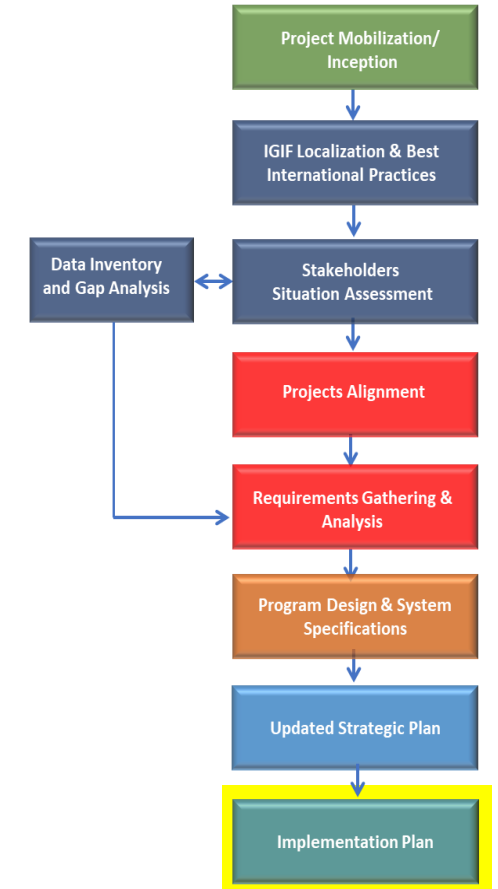 Project Mobilization/
Inception
IGIF Localization & Best
International Practices
Data Inventory
and Gap Analysis
Stakeholders
Situation Assessment
Projects Alignment
Requirements Gathering &
Analysis
Program Design & System
Specifications
Updated Strategic Plan
Implementation Plan